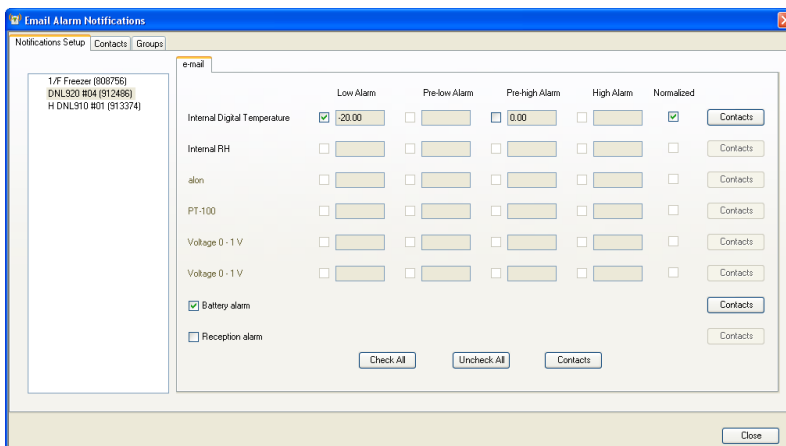 Email Alarm Notifications
Notifications Setup Contacts Groups
1/F Freezer (808756)
DNL920 #04 (912486)
H DNL910 #01 (913374)
e-mail
Low Alarm Pre-low Alarm Pre-high Alarm High Alarm Normalized
Internal Digital Temperature -20.00 0.00 Contacts
Internal RH Contacts
alon Contacts
PT-100 Contacts
Voltage 0 - 1 V Contacts
Voltage 0 - 1 V Contacts
Battery alarm Contacts
Reception alarm Contacts
Check All Uncheck All Contacts
Close